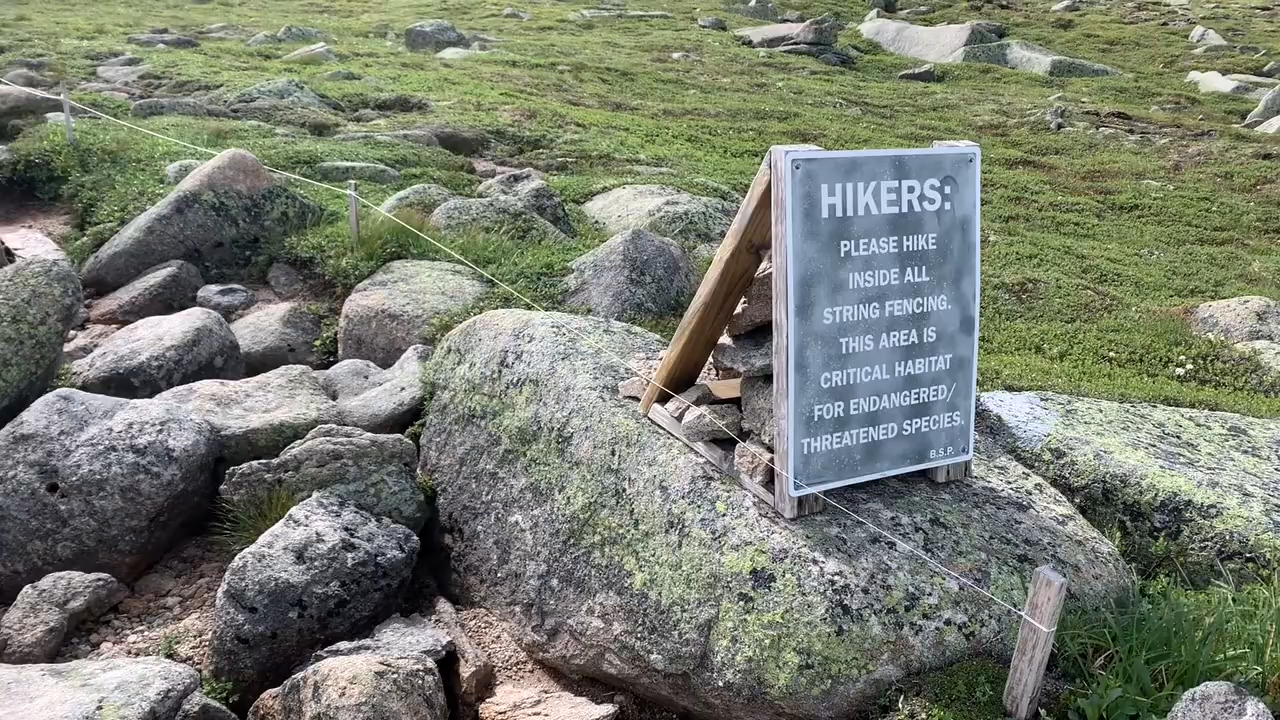 HIKERS:
PLEASE HIKE
INSIDE ALL
STRING FENCING.
THIS AREA IS
CRITICAL HABITAT
FOR ENDANGERED/
THREATENED SPECIES.
B.S.P.